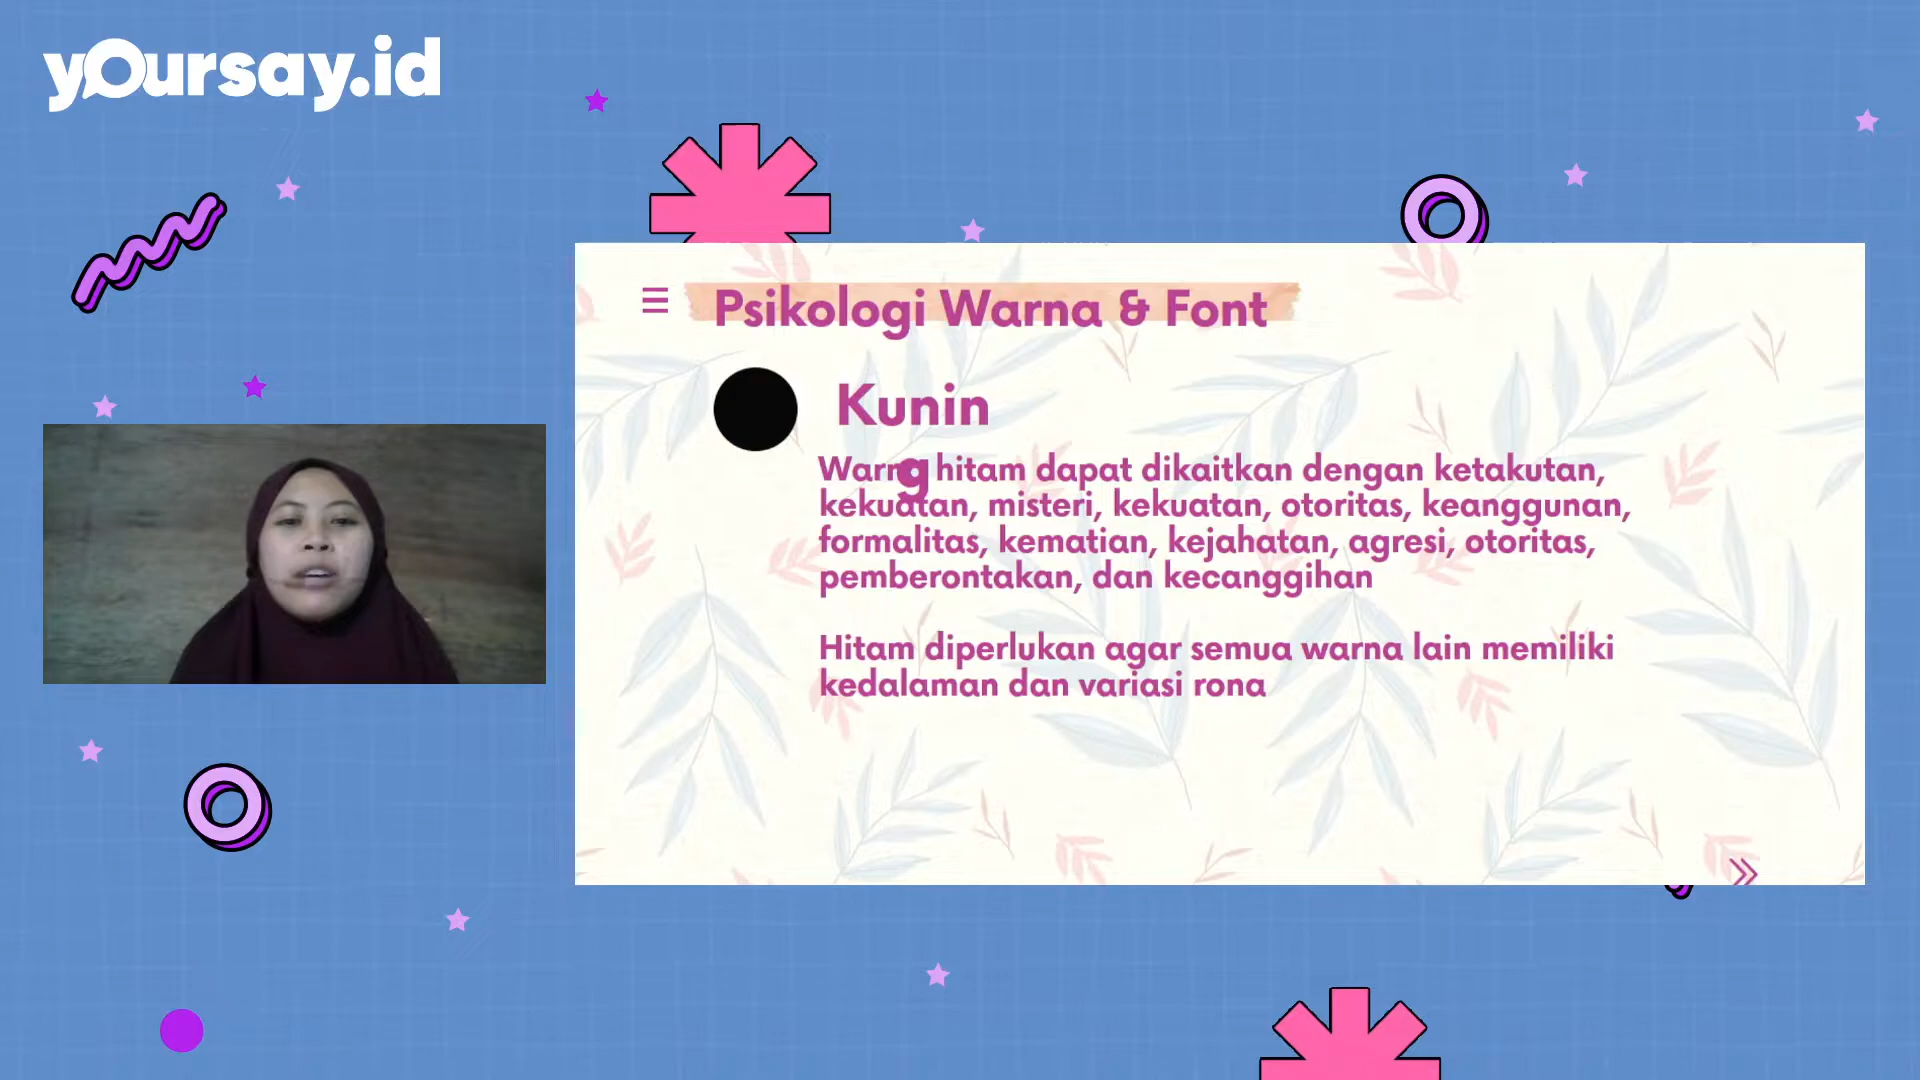 yoursay.id
Psikologi Warna & Font
Kunin
g
Warna hitam dapat dikaitkan dengan ketakutan,
kekuatan, misteri, kekuatan, otoritas, keanggunan,
formalitas, kematian, kejahatan, agresi, otoritas,
pemberontakan, dan kecanggihan
Hitam diperlukan agar semua warna lain memiliki
kedalaman dan variasi rona